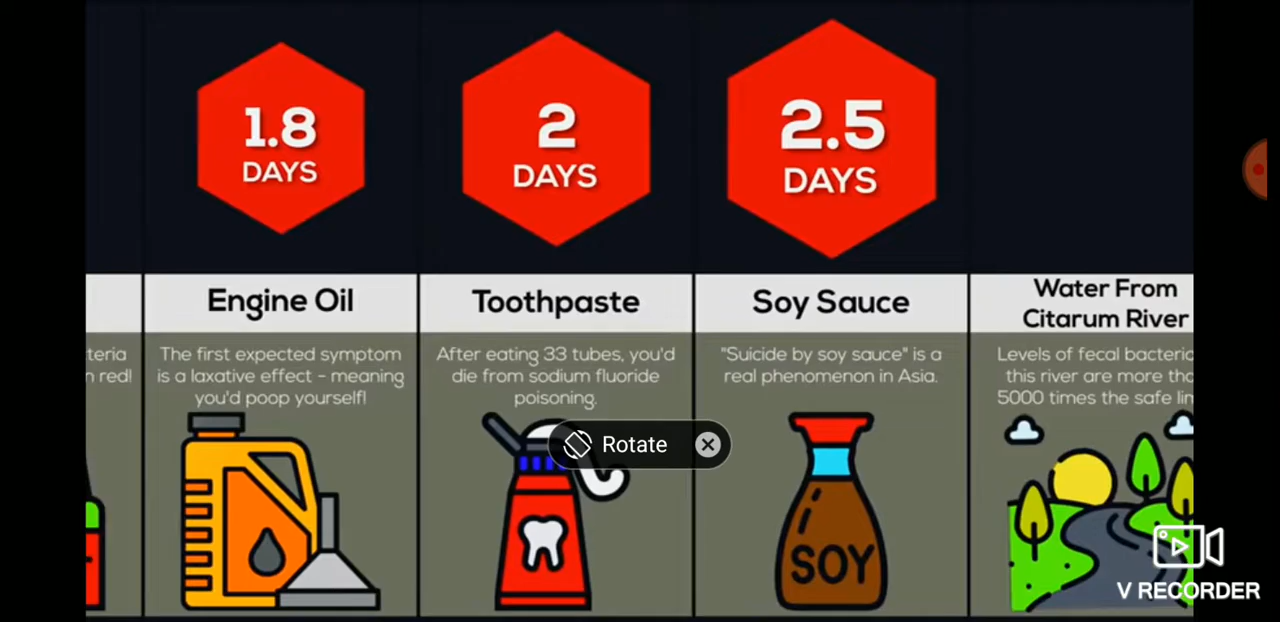 1.8
DAYS
2
DAYS
2.5
DAYS
Engine Oil
Toothpaste
Soy Sauce
Water From
Citarum River
teria
n red!
The first expected symptom
is a laxative effect - meaning
you'd poop yourself!
After eating 33 tubes, you'd
die from sodium fluoride
poisoning.
"Suicide by soy sauce" is a
real phenomenon in Asia.
Levels of fecal bacteria
this river are more tha
5000 times the safe lim
Rotate
SOY
V RECORDER